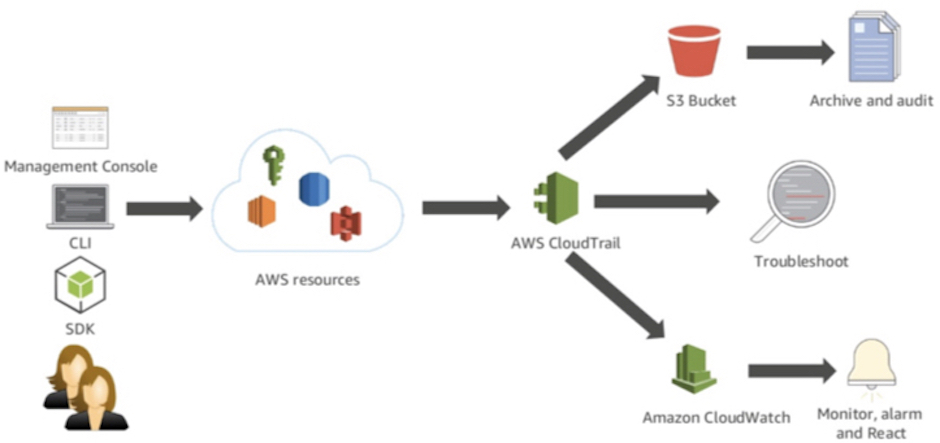 Management Console
CLI
SDK
AWS resources
AWS CloudTrail
S3 Bucket
Archive and audit
Troubleshoot
Amazon CloudWatch
Monitor, alarm
and React